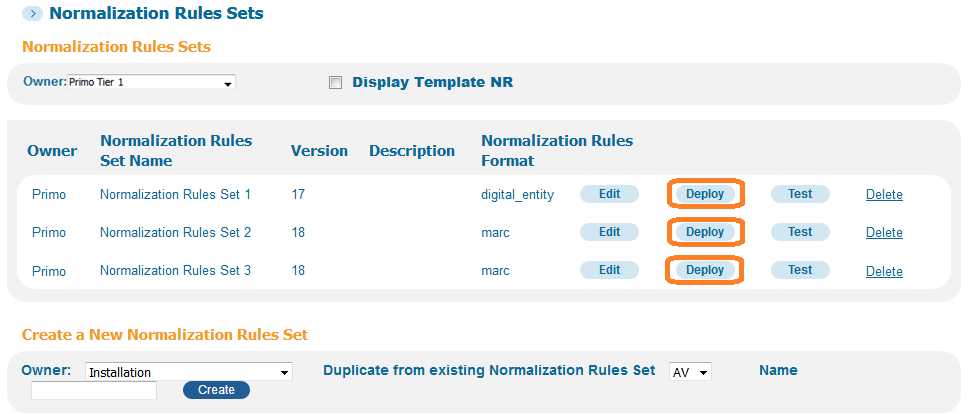 Normalization Rules Sets
Normalization Rules Sets
Owner: Primo Tier 1 Display Template NR
Owner Normalization Rules Set Name Version Description Normalization Rules Format
Primo Normalization Rules Set 1 17 digital_entity Edit Deploy Test Delete
Primo Normalization Rules Set 2 18 marc Edit Deploy Test Delete
Primo Normalization Rules Set 3 18 marc Edit Deploy Test Delete
Create a New Normalization Rules Set
Owner: Installation Duplicate from existing Normalization Rules Set AV Name
Create